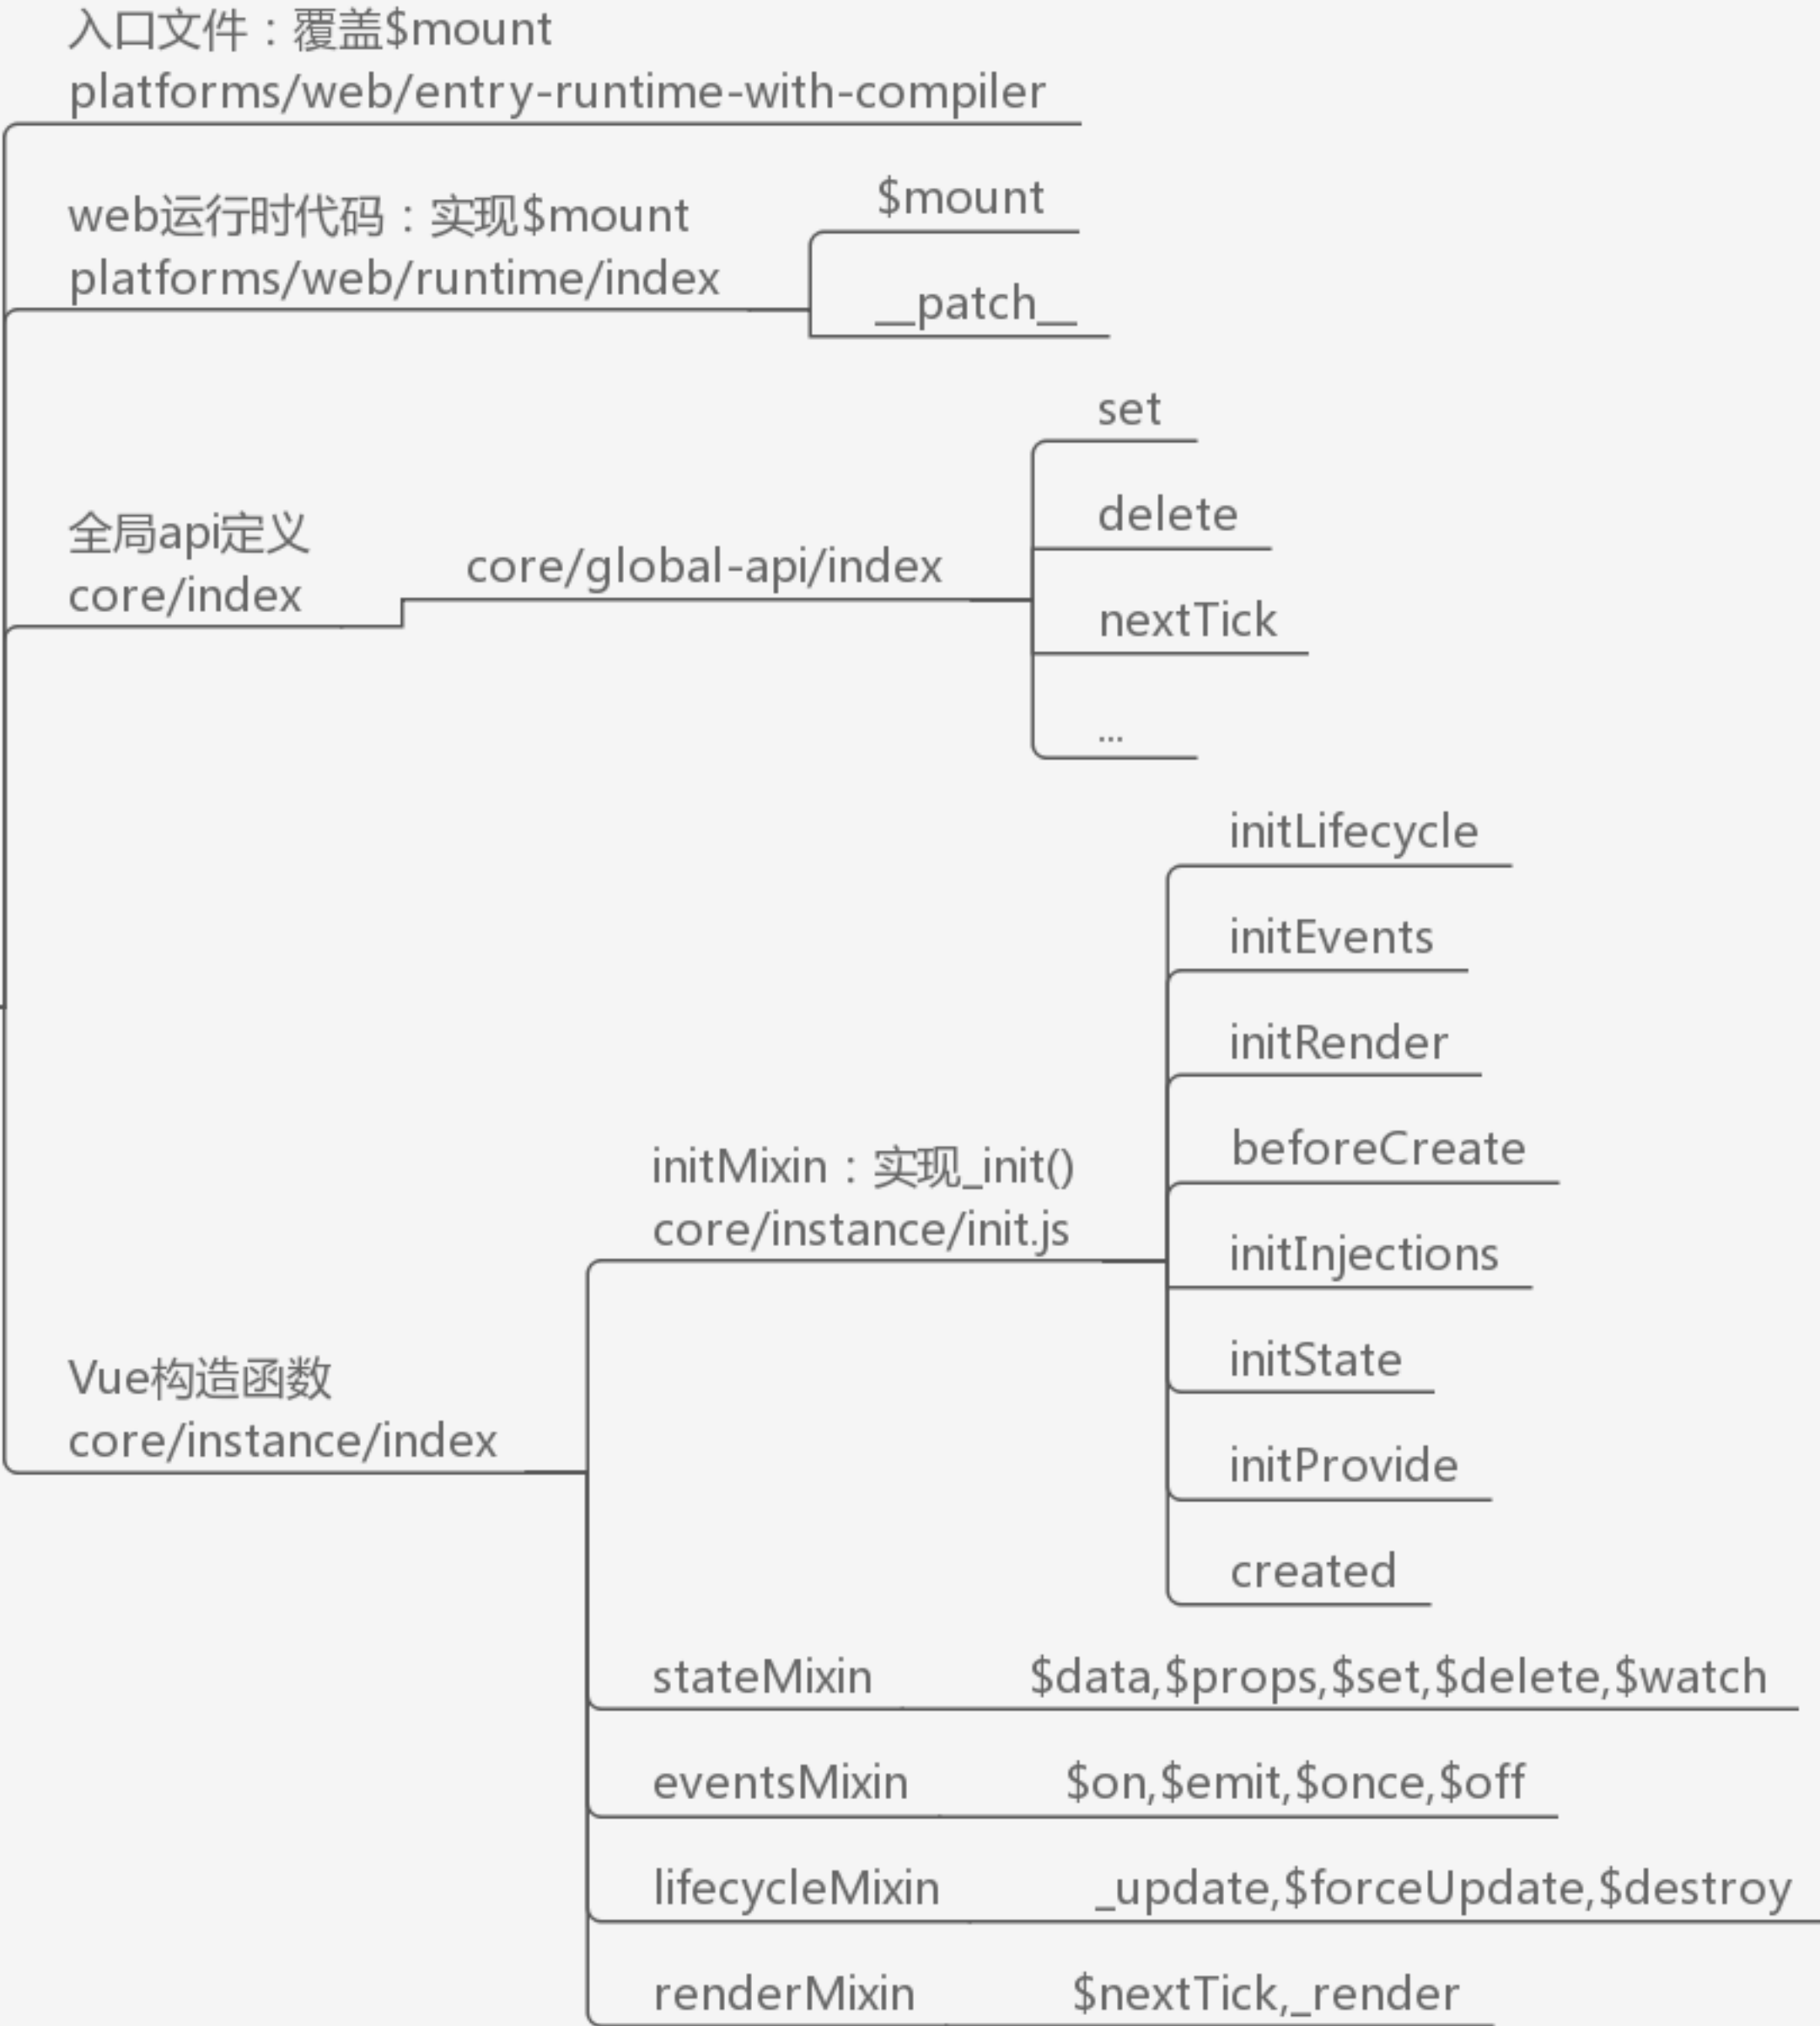 入口文件：覆盖$mount
platforms/web/entry-runtime-with-compiler
web运行时代码：实现$mount
platforms/web/runtime/index
$mount
__patch__
全局api定义
core/index
core/global-api/index
set
delete
nextTick
...
Vue构造函数
core/instance/index
initMixin：实现_init()
core/instance/init.js
initLifecycle
initEvents
initRender
beforeCreate
initInjections
initState
initProvide
created
stateMixin
$data,$props,$set,$delete,$watch
eventsMixin
$on,$emit,$once,$off
lifecycleMixin
_update,$forceUpdate,$destroy
renderMixin
$nextTick,_render